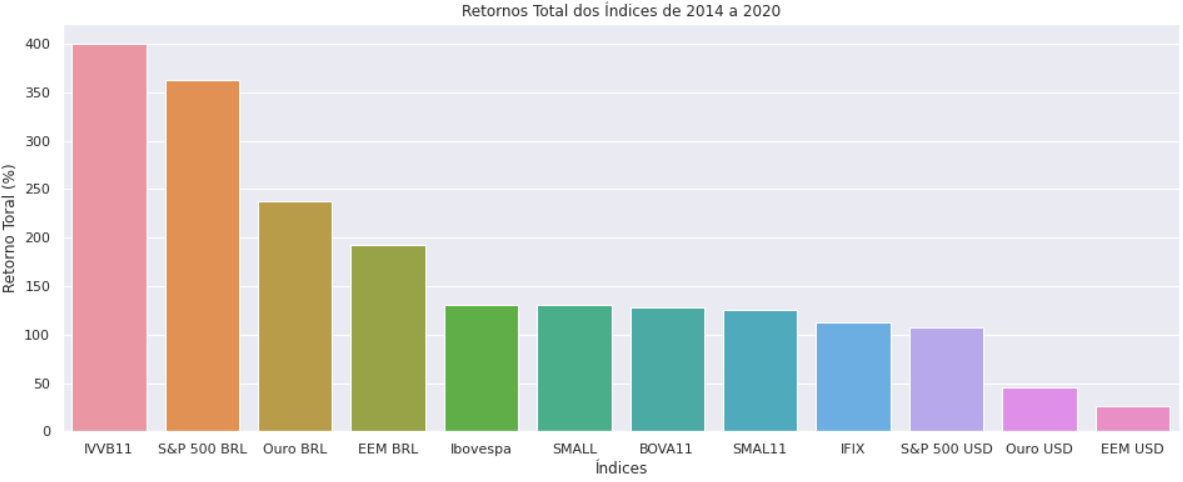 Retornos Total dos Índices de 2014 a 2020
Retorno Toral (%)
400
350
300
250
200
150
100
50
0
IVVB11 S&P 500 BRL Ouro BRL EEM BRL Ibovespa SMALL BOVA11 SMAL11 IFIX S&P 500 USD Ouro USD EEM USD
Índices